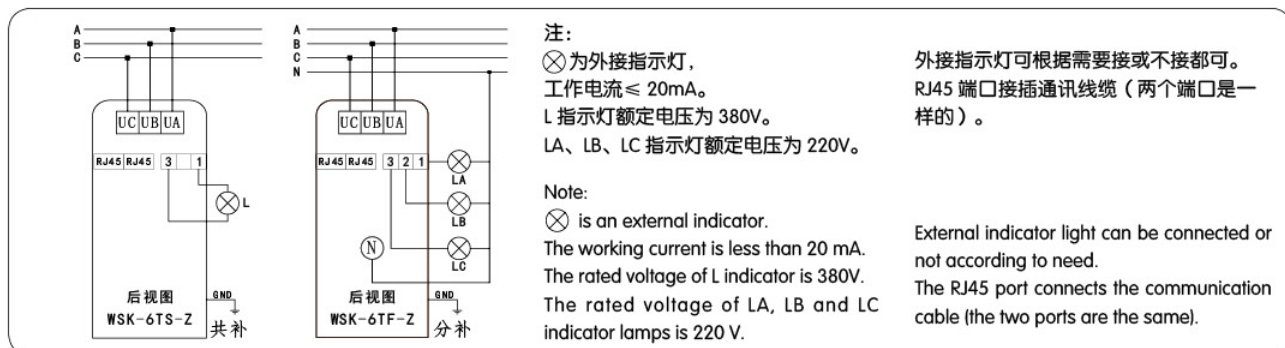 A
B
C
UC UB UA
RJ45 RJ45 3 1
L
后视图
WSK-6TS-Z
GND
共补
A
B
C
N
UC UB UA
RJ45 RJ45 3 2 1
LA
LB
N
LC
后视图
WSK-6TF-Z
GND
分补
注：
为外接指示灯，
工作电流≤ 20mA。
L 指示灯额定电压为 380V。
LA、LB、LC 指示灯额定电压为 220V。
Note:
is an external indicator.
The working current is less than 20 mA.
The rated voltage of L indicator is 380V.
The rated voltage of LA, LB and LC
indicator lamps is 220 V.
外接指示灯可根据需要接或不接都可。
RJ45 端口接插通讯线缆（两个端口是一
样的）。
External indicator light can be connected or
not according to need.
The RJ45 port connects the communication
cable (the two ports are the same).